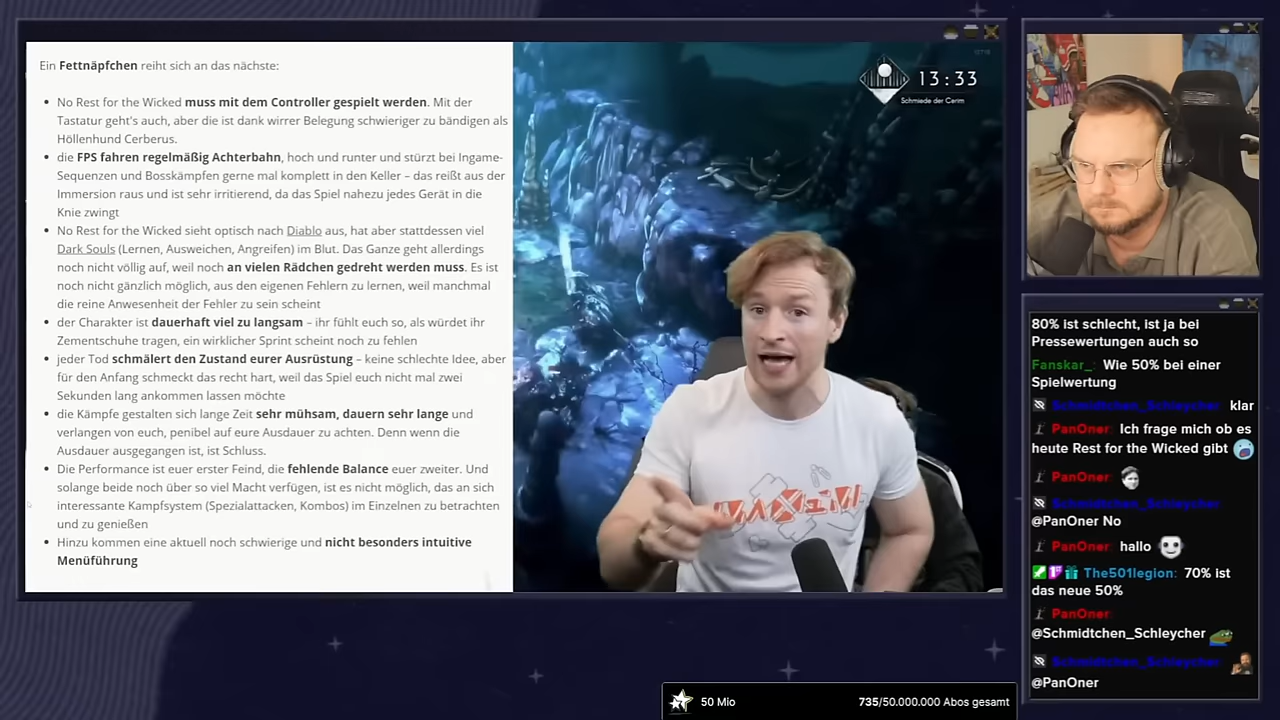 Ein Fettnäpfchen reiht sich an das nächste:
No Rest for the Wicked muss mit dem Controller gespielt werden. Mit der
Tastatur geht's auch, aber die ist dank wirrer Belegung schwieriger zu bändigen als
Höllenhund Cerberus.
die FPS fahren regelmäßig Achterbahn, hoch und runter und stürzt bei Ingame-
Sequenzen und Bosskämpfen gerne mal komplett in den Keller – das reißt aus der
Immersion raus und ist sehr irritierend, da das Spiel nahezu jedes Gerät in die
Knie zwingt
No Rest for the Wicked sieht optisch nach Diablo aus, hat aber stattdessen viel
Dark Souls (Lernen, Ausweichen, Angreifen) im Blut. Das Ganze geht allerdings
noch nicht völlig auf, weil noch an vielen Rädchen gedreht werden muss. Es ist
noch nicht gänzlich möglich, aus den eigenen Fehlern zu lernen, weil manchmal
die reine Anwesenheit der Fehler zu sein scheint
der Charakter ist dauerhaft viel zu langsam – ihr fühlt euch so, als würdet ihr
Zementschuhe tragen, ein wirklicher Sprint scheint noch zu fehlen
jeder Tod schmälert den Zustand eurer Ausrüstung – keine schlechte Idee, aber
für den Anfang schmeckt das recht hart, weil das Spiel euch nicht mal zwei
Sekunden lang ankommen lassen möchte
die Kämpfe gestalten sich lange Zeit sehr mühsam, dauern sehr lange und
verlangen von euch, penibel auf eure Ausdauer zu achten. Denn wenn die
Ausdauer ausgegangen ist, ist Schluss.
Die Performance ist euer erster Feind, die fehlende Balance euer zweiter. Und
solange beide noch über so viel Macht verfügen, ist es nicht möglich, das an sich
interessante Kampfsystem (Spezialattacken, Kombos) im Einzelnen zu betrachten
und zu genießen
Hinzu kommen eine aktuell noch schwierige und nicht besonders intuitive
Menüführung
13:33
Schmiede der Cerim
80% ist schlecht, ist ja bei
Pressewertungen auch so
Fanskar_: Wie 50% bei einer
Spielwertung
Schmidtchen_Schleycher klar
PanOner: Ich frage mich ob es
heute Rest for the Wicked gibt
PanOner:
Schmidtchen_Schleycher
@PanOner No
PanOner: hallo
The501legion: 70% ist
das neue 50%
PanOner:
@Schmidtchen_Schleycher
Schmidtchen_Schleycher
@PanOner
50 Mio
735/50.000.000 Abos gesamt